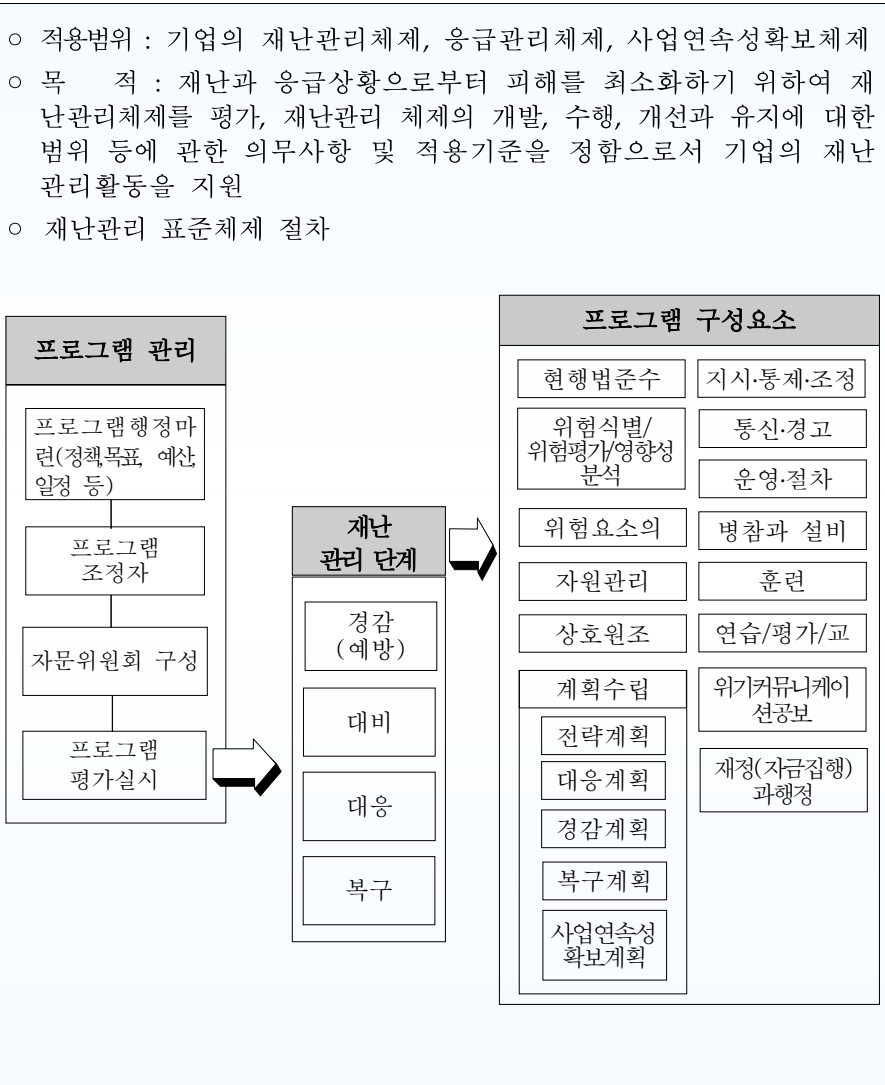 ○ 적용범위 : 기업의 재난관리체제, 응급관리체제, 사업연속성확보체제
○ 목 적 : 재난과 응급상황으로부터 피해를 최소화하기 위하여 재
난관리체제를 평가, 재난관리 체제의 개발, 수행, 개선과 유지에 대한
범위 등에 관한 의무사항 및 적용기준을 정함으로서 기업의 재난
관리활동을 지원
○ 재난관리 표준체제 절차
프로그램 관리
프로그램행정마
련(정책,목표, 예산,
일정 등)
프로그램
조정자
자문위원회 구성
프로그램
평가실시
재난
관리 단계
경감
(예방)
대비
대응
복구
프로그램 구성요소
현행법준수
위험식별/
위험평가/영향성
분석
위험요소의
자원관리
상호원조
계획수립
전략계획
대응계획
경감계획
복구계획
사업연속성
확보계획
지시·통제·조정
통신·경고
운영·절차
병참과 설비
훈련
연습/평가/교
위기커뮤니케이
션공보
재정(자금집행)
과행정